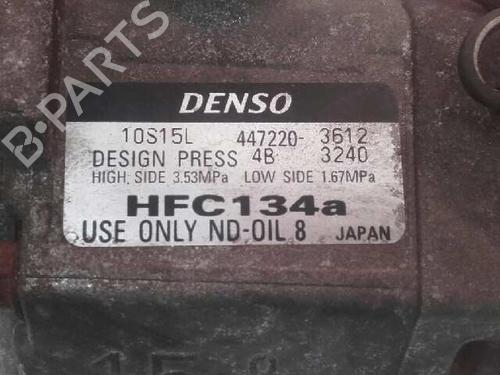 DENSO
10S15L 447220-3612
DESIGN PRESS 4B 3240
HIGH SIDE 3.53MPa LOW SIDE 1.67MPa
HFC134a
USE ONLY ND-OIL 8 JAPAN
B-PARTS